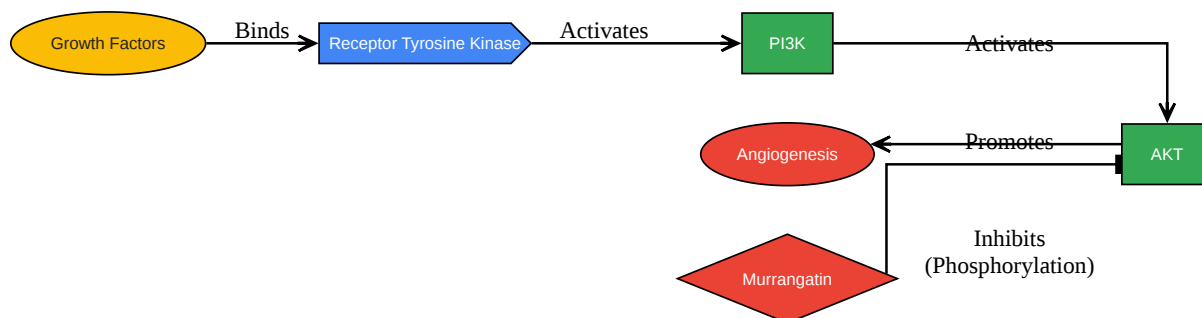 Growth Factors
Binds
Receptor Tyrosine Kinase
Activates
PI3K
Activates
Angiogenesis
Promotes
AKT
Murrangatin
Inhibits
(Phosphorylation)